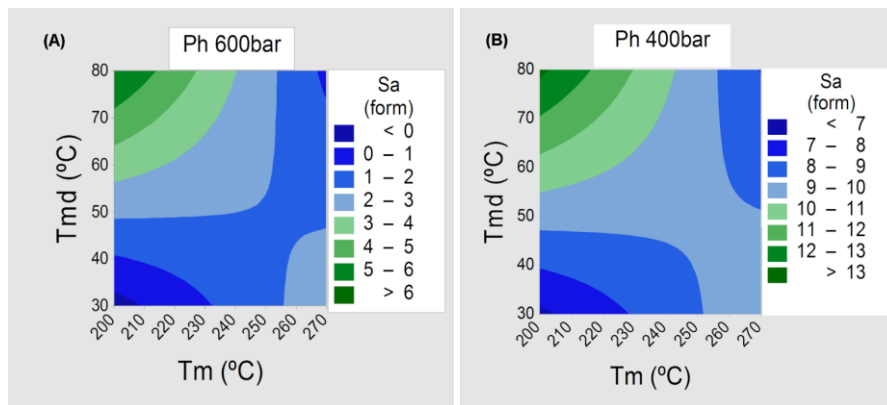 (A)
Ph 600bar
Tmd (ºC)
80
70
60
50
40
30
200
210
220
230
240
250
260
270
Tm (ºC)
Sa
(form)
< 0
0 – 1
1 – 2
2 – 3
3 – 4
4 – 5
5 – 6
> 6
(B)
Ph 400bar
Tmd (ºC)
80
70
60
50
40
30
200
210
220
230
240
250
260
270
Tm (ºC)
Sa
(form)
< 7
7 – 8
8 – 9
9 – 10
10 – 11
11 – 12
12 – 13
> 13